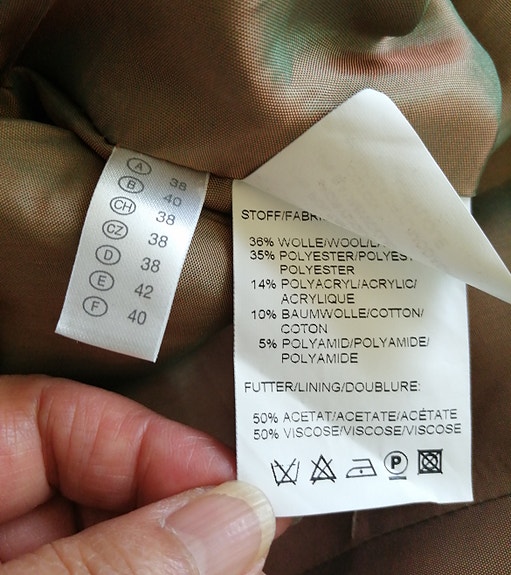 A 38
B 40
CH 38
CZ 38
D 38
E 42
F 40
STOFF/
36% WOLLE/WOOL/
35% POLYESTER/
POLYESTER
14% POLYACRYL/ACRYLIC/
ACRYLIQUE
10% BAUMWOLLE/COTTON/
COTON
5% POLYAMID/POLYAMIDE/
POLYAMIDE
FUTTER/LINING/DOUBLURE:
50% ACETAT/ACETATE/ACÉTATE
50% VISCOSE/VISCOSE/VISCOSE
P